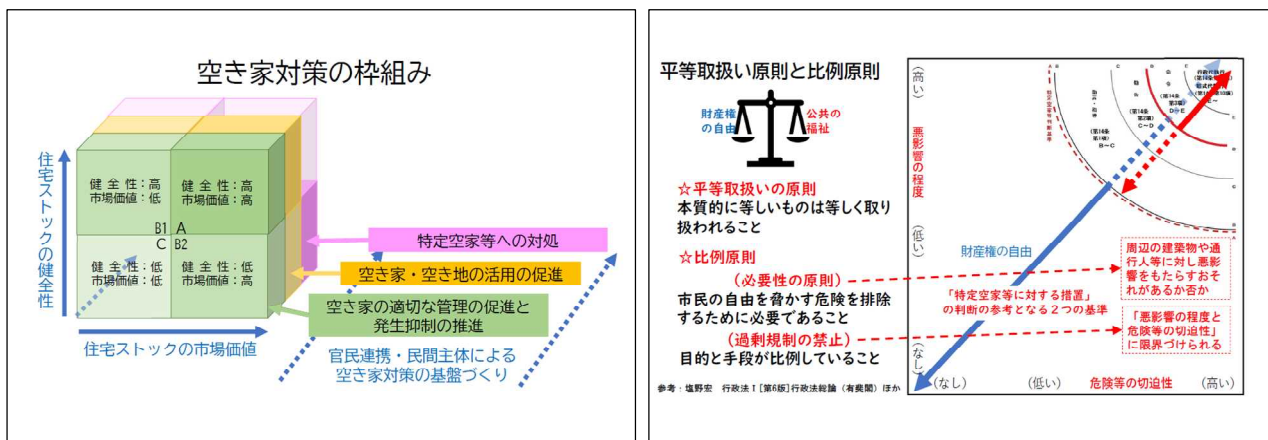 空き家対策の枠組み
住宅ストックの健全性
健全性：高
市場価値：低
健全性：高
市場価値：高
B1 A
C B2
健全性：低
市場価値：低
健全性：低
市場価値：高
特定空家等への対処
空き家・空き地の活用の促進
空き家の適切な管理の促進と
発生抑制の推進
住宅ストックの市場価値
官民連携・民間主体による
空き家対策の基盤づくり
平等取扱い原則と比例原則
財産権
の自由
公共の
福祉
☆平等取扱いの原則
本質的に等しいものは等しく取り
扱われること
☆比例原則
（必要性の原則）
市民の自由を脅かす危険を排除
するために必要であること
（過剰規制の禁止）
目的と手段が比例していること
参考：塩野宏 行政法Ⅰ[第6版]行政法総論（有斐閣）ほか
（高い）
悪影響の程度
（低い）
（なし）
A B C B C
B～C
C～D
D～E
E～
財産権の自由
「特定空家等に対する措置」
の判断の参考となる２つの基準
周辺の建築物や通
行人等に対し悪影
響をもたらすおそ
れがあるか否か
「悪影響の程度と
危険等の切迫性」
に限界づけられる
（なし）
（低い）
危険等の切迫性
（高い）